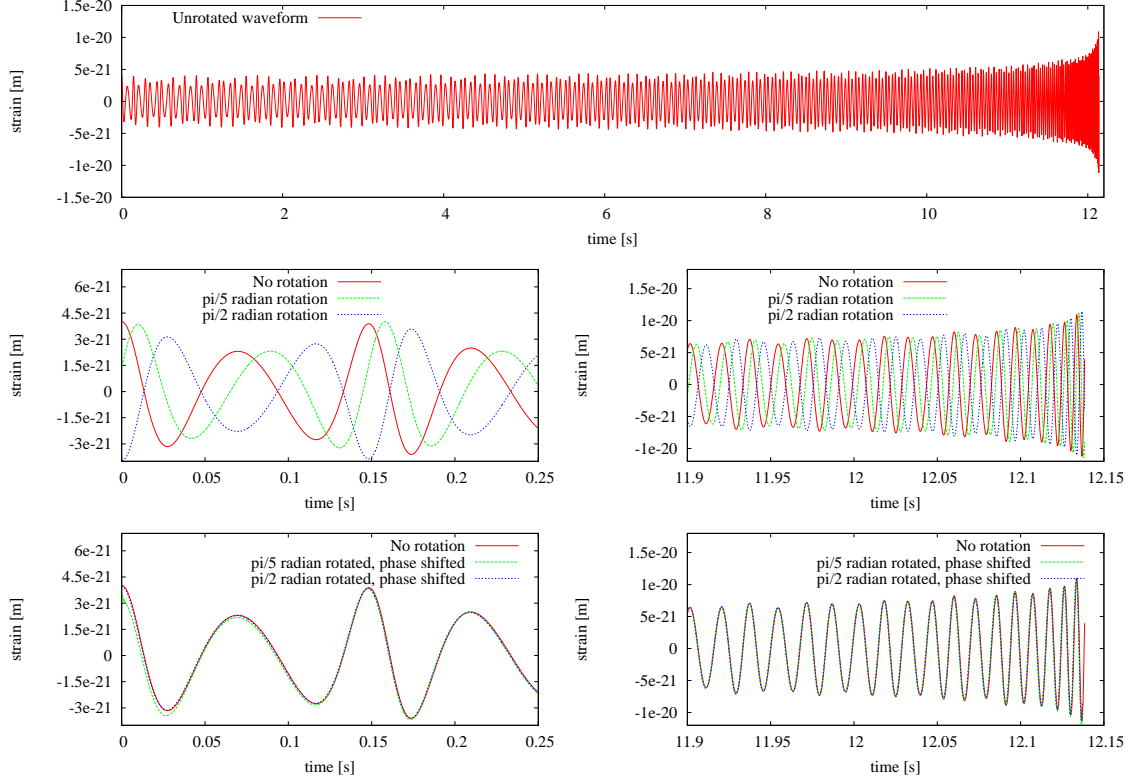 Unrotated waveform
1.5e-20
1e-20
5e-21
0
-5e-21
-1e-20
-1.5e-20
strain [m]
0 2 4 6 8 10 12
time [s]
No rotation
pi/5 radian rotation
pi/2 radian rotation
6e-21
4.5e-21
3e-21
1.5e-21
0
-1.5e-21
-3e-21
strain [m]
0 0.05 0.1 0.15 0.2 0.25
time [s]
No rotation
pi/5 radian rotation
pi/2 radian rotation
1.5e-20
1e-20
5e-21
0
-5e-21
-1e-20
strain [m]
11.9 11.95 12 12.05 12.1 12.15
time [s]
No rotation
pi/5 radian rotated, phase shifted
pi/2 radian rotated, phase shifted
6e-21
4.5e-21
3e-21
1.5e-21
0
-1.5e-21
-3e-21
strain [m]
0 0.05 0.1 0.15 0.2 0.25
time [s]
No rotation
pi/5 radian rotated, phase shifted
pi/2 radian rotated, phase shifted
1.5e-20
1e-20
5e-21
0
-5e-21
-1e-20
strain [m]
11.9 11.95 12 12.05 12.1 12.15
time [s]